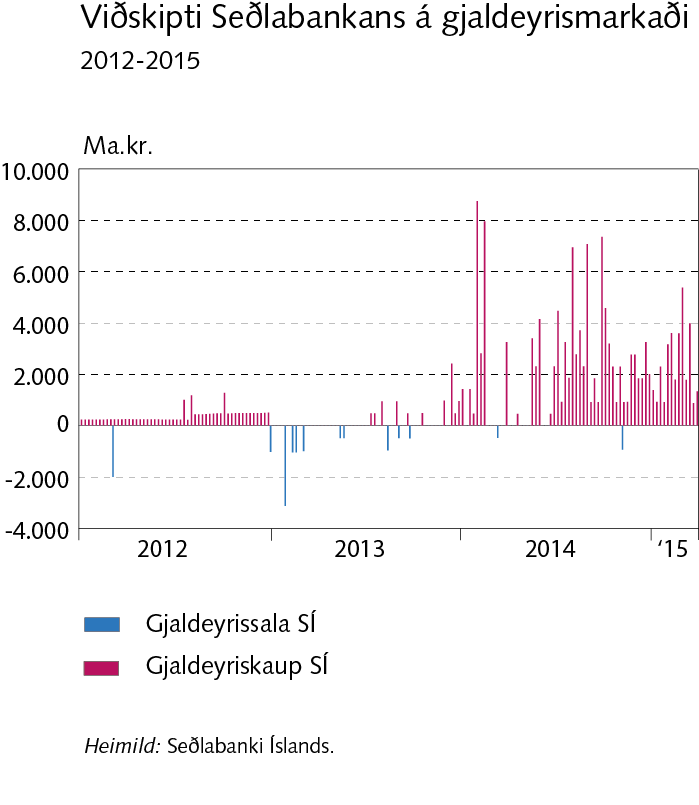 Viðskipti Seðlabankans á gjaldeyrismarkaði
2012-2015
Ma.kr.
10.000
8.000
6.000
4.000
2.000
0
-2.000
-4.000
2012 2013 2014 ‘15
Gjaldeyrissala SÍ
Gjaldeyriskaup SÍ
Heimild: Seðlabanki Íslands.